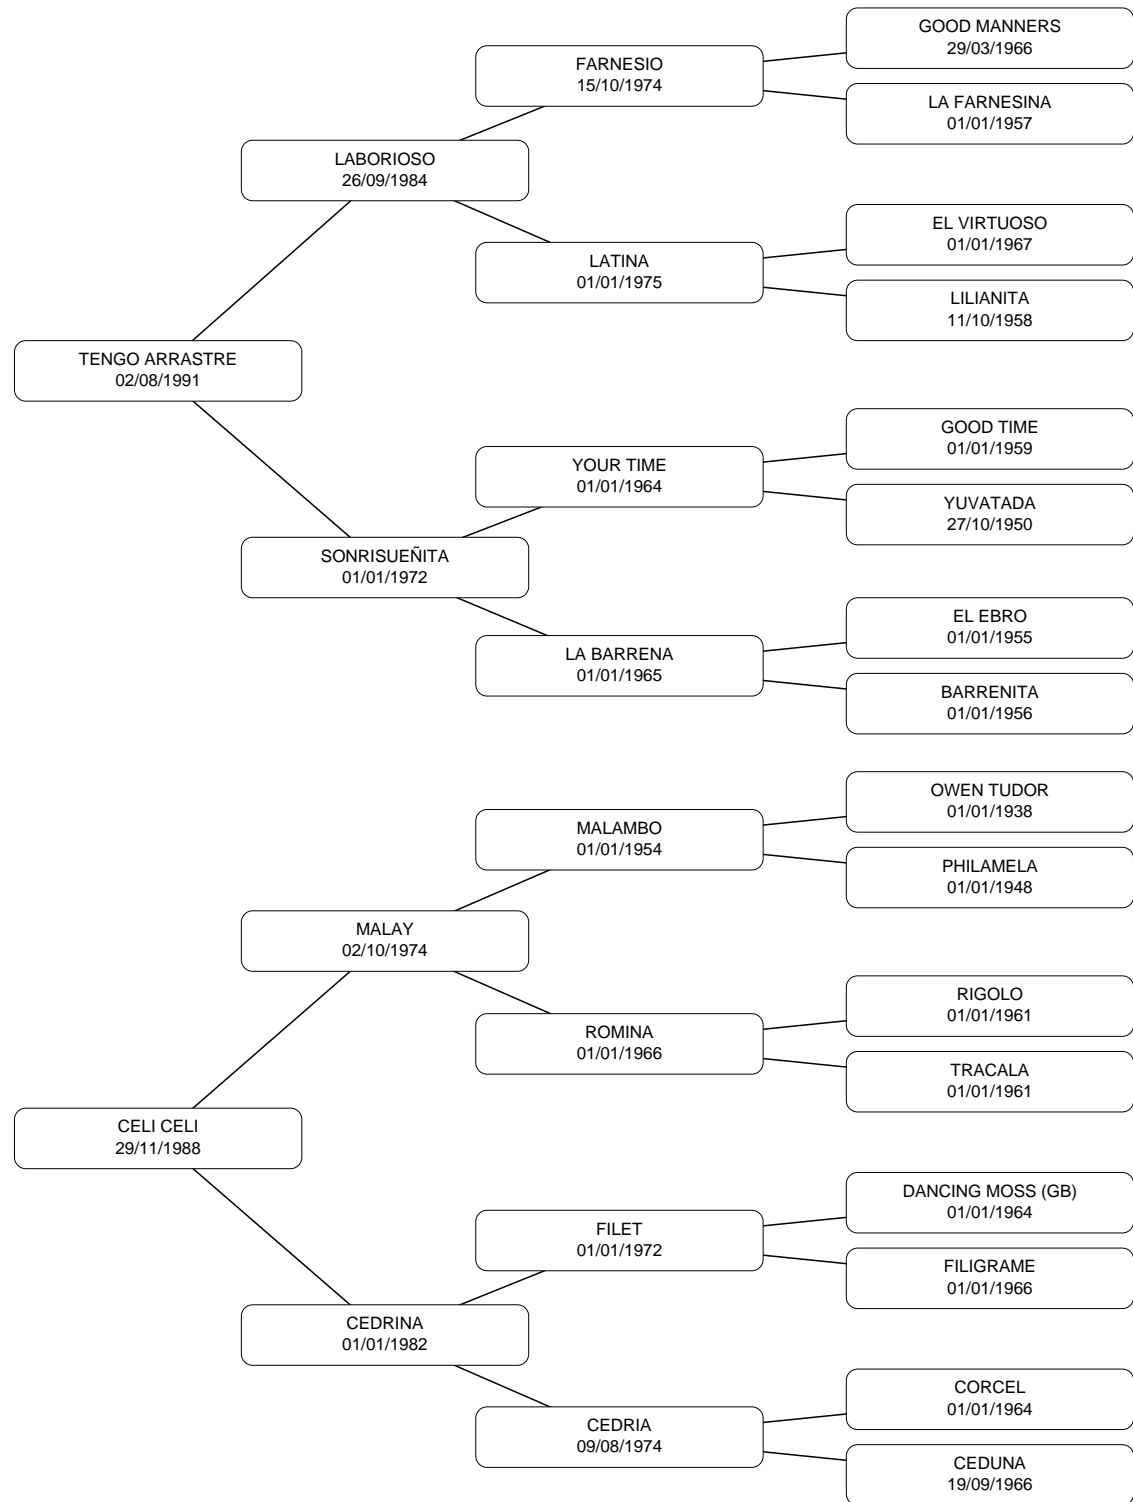 GOOD MANNERS
29/03/1966
FARNESIO
15/10/1974
LA FARNESINA
01/01/1957
LABORIOSO
26/09/1984
EL VIRTUOSO
01/01/1967
LATINA
01/01/1975
LILIANITA
11/10/1958
TENGO ARRASTRE
02/08/1991
GOOD TIME
01/01/1959
YOUR TIME
01/01/1964
YUVATADA
27/10/1950
SONRISUEÑITA
01/01/1972
EL EBRO
01/01/1955
LA BARRENA
01/01/1965
BARRENITA
01/01/1956
OWEN TUDOR
01/01/1938
MALAMBO
01/01/1954
PHILAMELA
01/01/1948
MALAY
02/10/1974
RIGOLO
01/01/1961
ROMINA
01/01/1966
TRACALA
01/01/1961
CELI CELI
29/11/1988
DANCING MOSS (GB)
01/01/1964
FILET
01/01/1972
FILIGRAME
01/01/1966
CEDRINA
01/01/1982
CORCEL
01/01/1964
CEDRIA
09/08/1974
CEDUNA
19/09/1966